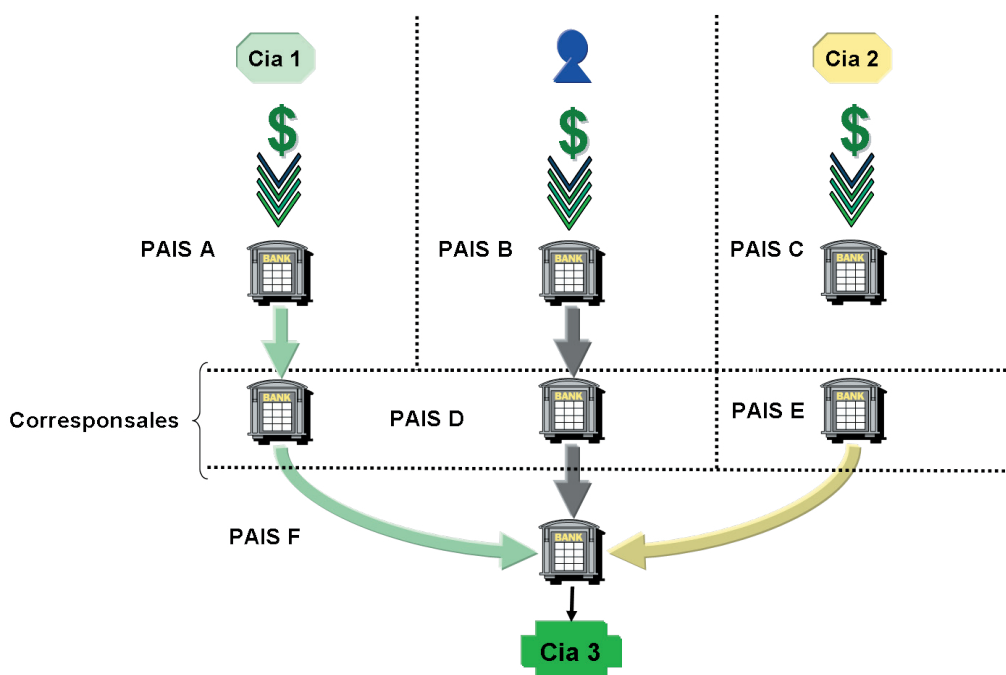 Cia 1
Cia 2
$ $ $
PAIS A
PAIS B
PAIS C
BANK BANK BANK
BANK BANK BANK
Corresponsales
PAIS D
PAIS E
PAIS F
BANK
Cia 3